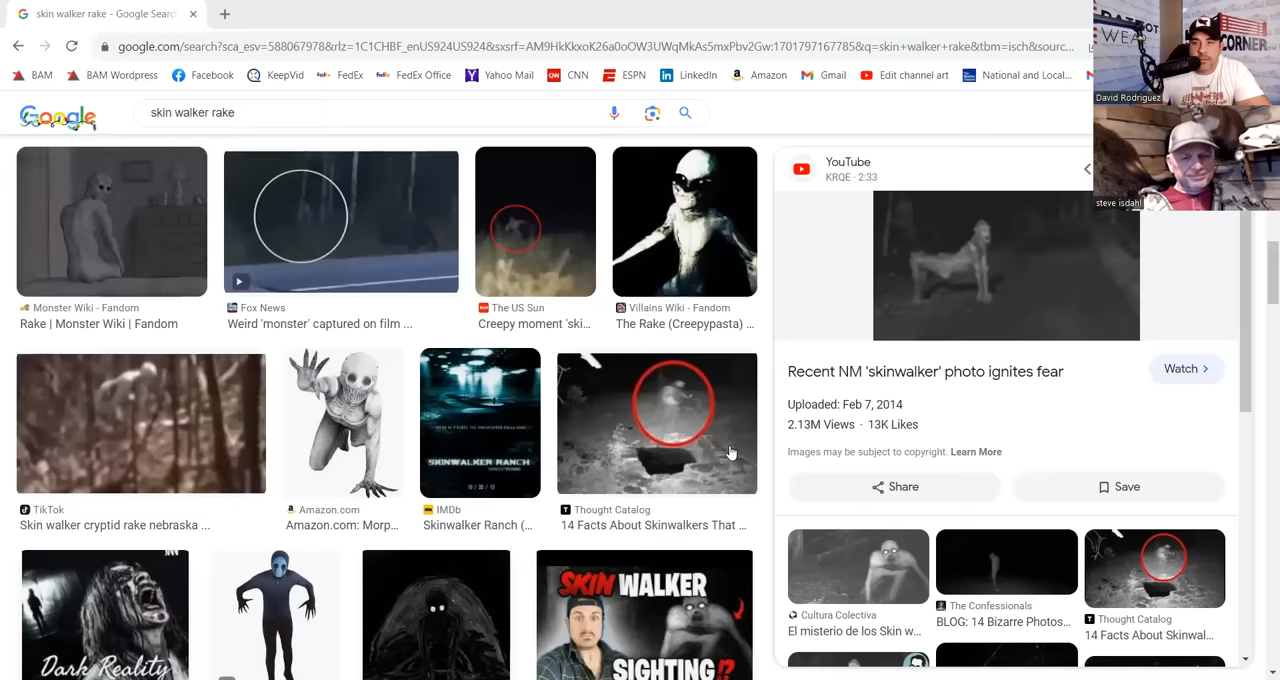 skin walker rake - Google Searc
google.com/search?sca_esv=588067978&rlz=1C1CHBF_enUS924US924&sxsrf=AM9HkKkxoK26a0oOW3UWqMkAs5mxPbv2Gw:1701797167785&q=skin+walker+rake&tbm=isch&sourc...
BAM
BAM Wordpress
Facebook
KeepVid
FedEx
FedEx Office
Yahoo Mail
CNN
ESPN
LinkedIn
Amazon
Gmail
Edit channel art
National and Local...
Google
skin walker rake
David Rodriguez
CORNER
steve isdahl
Monster Wiki - Fandom
Rake | Monster Wiki | Fandom
Fox News
Weird 'monster' captured on film ...
The US Sun
Creepy moment 'ski...
Villains Wiki - Fandom
The Rake (Creepypasta) ...
SKINWALKER RANCH
TikTok
Skin walker cryptid rake nebraska ...
Amazon.com
Amazon.com: Morp...
IMDb
Skinwalker Ranch (...
Thought Catalog
14 Facts About Skinwalkers That ...
Dark Reality
SKIN WALKER
SIGHTING!?
YouTube
KRQE · 2:33
Recent NM 'skinwalker' photo ignites fear
Watch
Uploaded: Feb 7, 2014
2.13M Views · 13K Likes
Images may be subject to copyright. Learn More
Share
Save
Cultura Colectiva
El misterio de los Skin w...
The Confessionals
BLOG: 14 Bizarre Photos...
Thought Catalog
14 Facts About Skinwal...